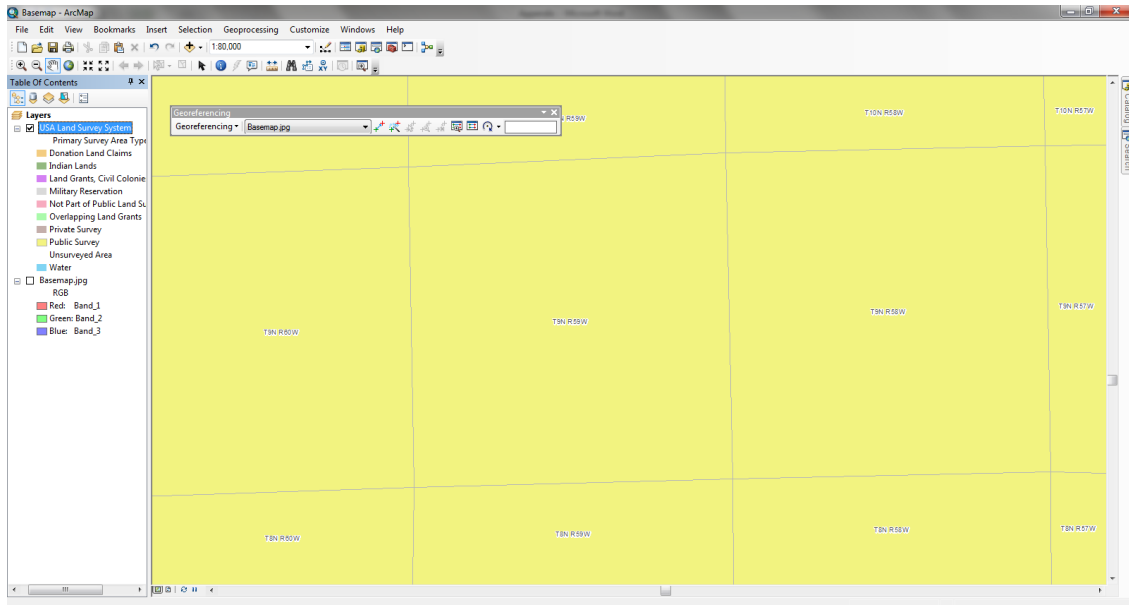 Basemap - ArcMap
File Edit View Bookmarks Insert Selection Geoprocessing Customize Windows Help
1:80,000
Table Of Contents
Layers
USA Land Survey System
Primary Survey Area Type
Donation Land Claims
Indian Lands
Land Grants, Civil Colonie
Military Reservation
Not Part of Public Land Su
Overlapping Land Grants
Private Survey
Public Survey
Unsurveyed Area
Water
Basemap.jpg
RGB
Red: Band_1
Green: Band_2
Blue: Band_3
Georeferencing
Georeferencing Basemap.jpg
R59W
T10N R58W
T10N R57W
T9N R60W
T9N R59W
T9N R58W
T9N R57W
T8N R60W
T8N R59W
T8N R58W
T8N R57W
Catalog
Search